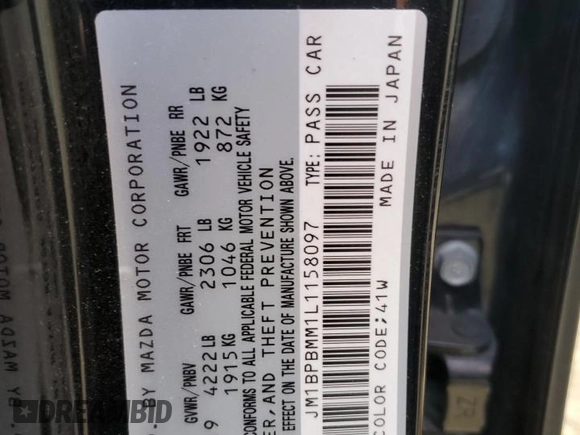 . BY MAZDA MOTOR CORPORATION
GVWR/PNBV GAWR/PNBE FRT GAWR/PNBE RR
9 4222 LB 2306 LB 1922 LB
1915 KG 1046 KG 872 KG
CONFORMS TO ALL APPLICABLE FEDERAL MOTOR VEHICLE SAFETY
ER, AND THEFT PREVENTION
EFFECT ON THE DATE OF MANUFACTURE SHOWN ABOVE.
JM1BPBMM1L1158097 TYPE: PASS CAR
COLOR CODE:41W MADE IN JAPAN
DREAMBID